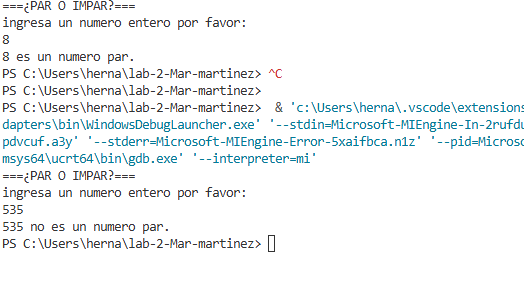 ===¿PAR O IMPAR?===
ingresa un numero entero por favor:
8
8 es un numero par.
PS C:\Users\herna\lab-2-Mar-martinez> ^C
PS C:\Users\herna\lab-2-Mar-martinez>
PS C:\Users\herna\lab-2-Mar-martinez>  & 'c:\Users\herna\.vscode\extensions
dapters\bin\WindowsDebugLauncher.exe' '--stdin=Microsoft-MIEngine-In-2rufdu
pdvcuf.a3y' '--stderr=Microsoft-MIEngine-Error-5xaifbca.n1z' '--pid=Microso
msys64\ucrt64\bin\gdb.exe' '--interpreter=mi'
===¿PAR O IMPAR?===
ingresa un numero entero por favor:
535
535 no es un numero par.
PS C:\Users\herna\lab-2-Mar-martinez>